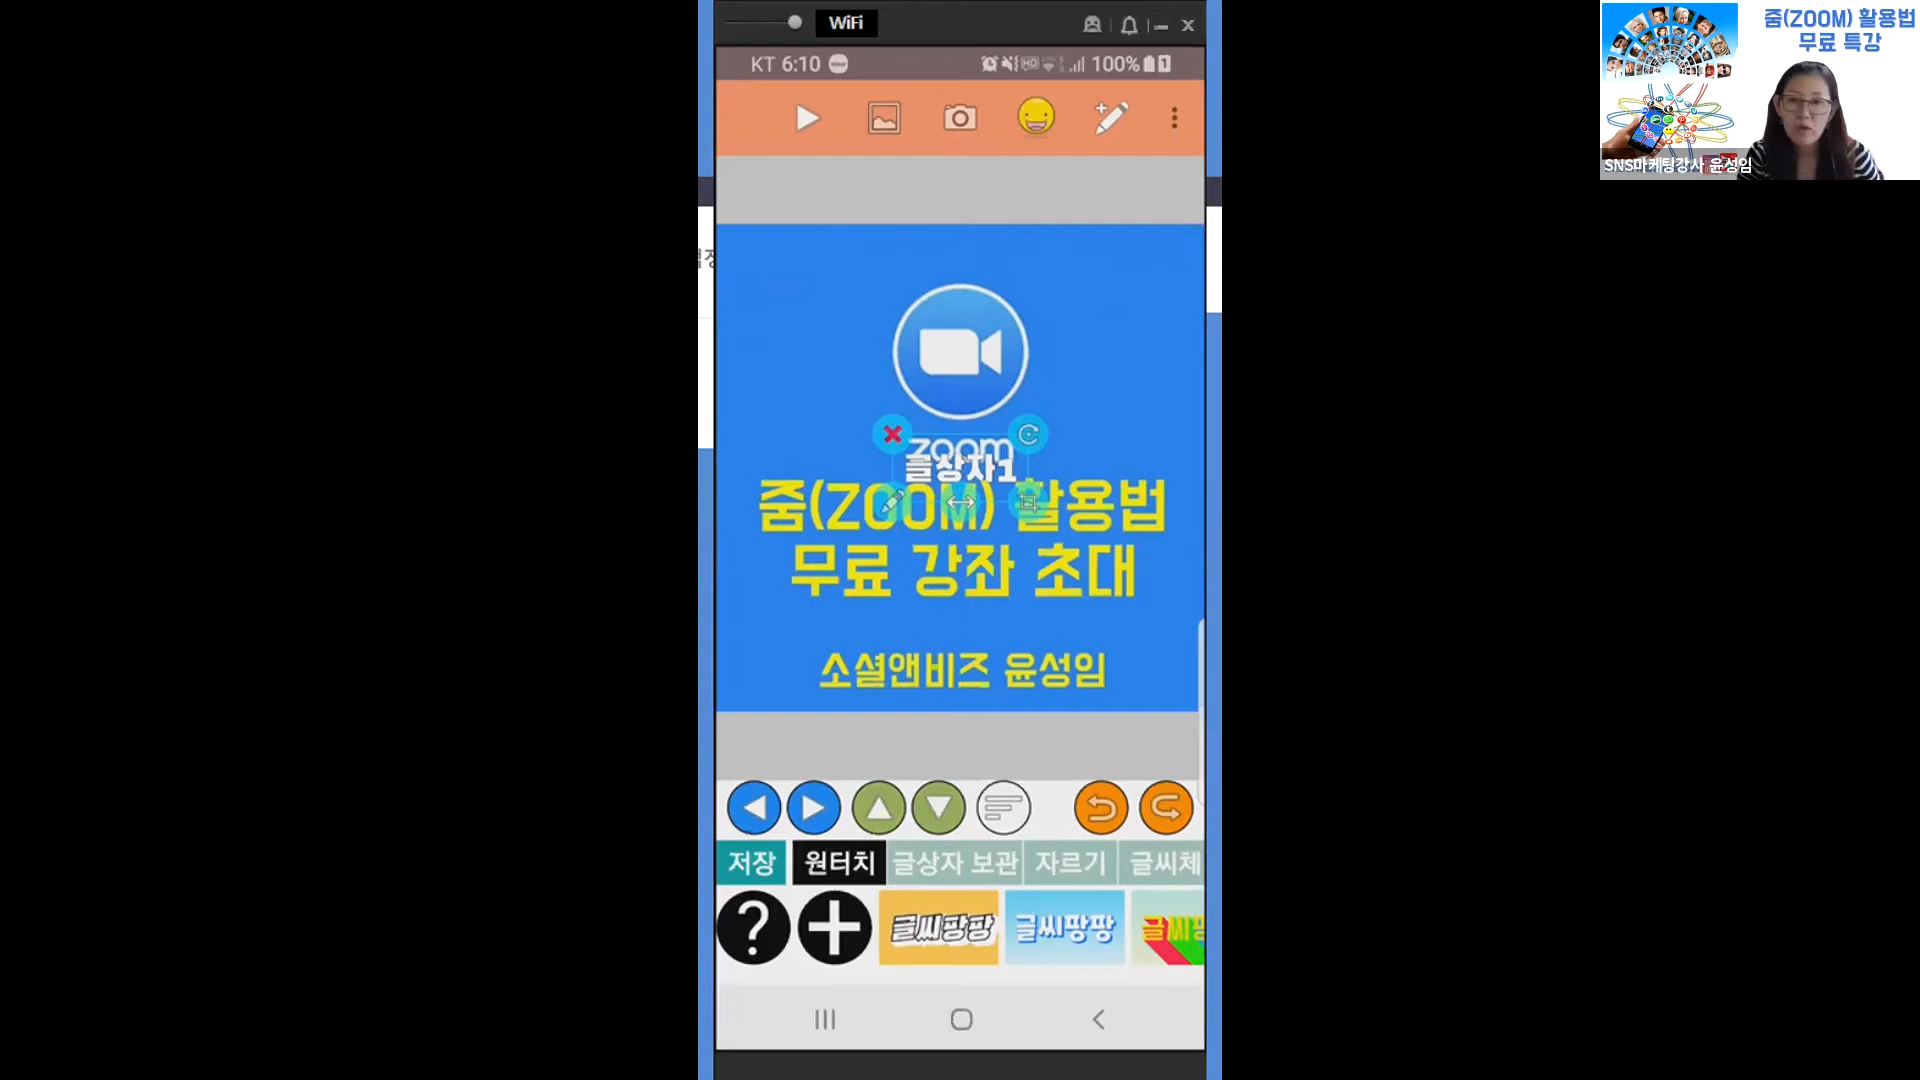 WiFi
KT 6:10
100%
zoom
글상자1
줌(ZOOM) 활용법
무료 강좌 초대
소셜앤비즈 윤성임
저장
원터치
글상자 보관
자르기
글씨체
글씨팡팡
글씨팡팡
줌(ZOOM) 활용법
무료 특강
SNS마케팅강사 윤성임